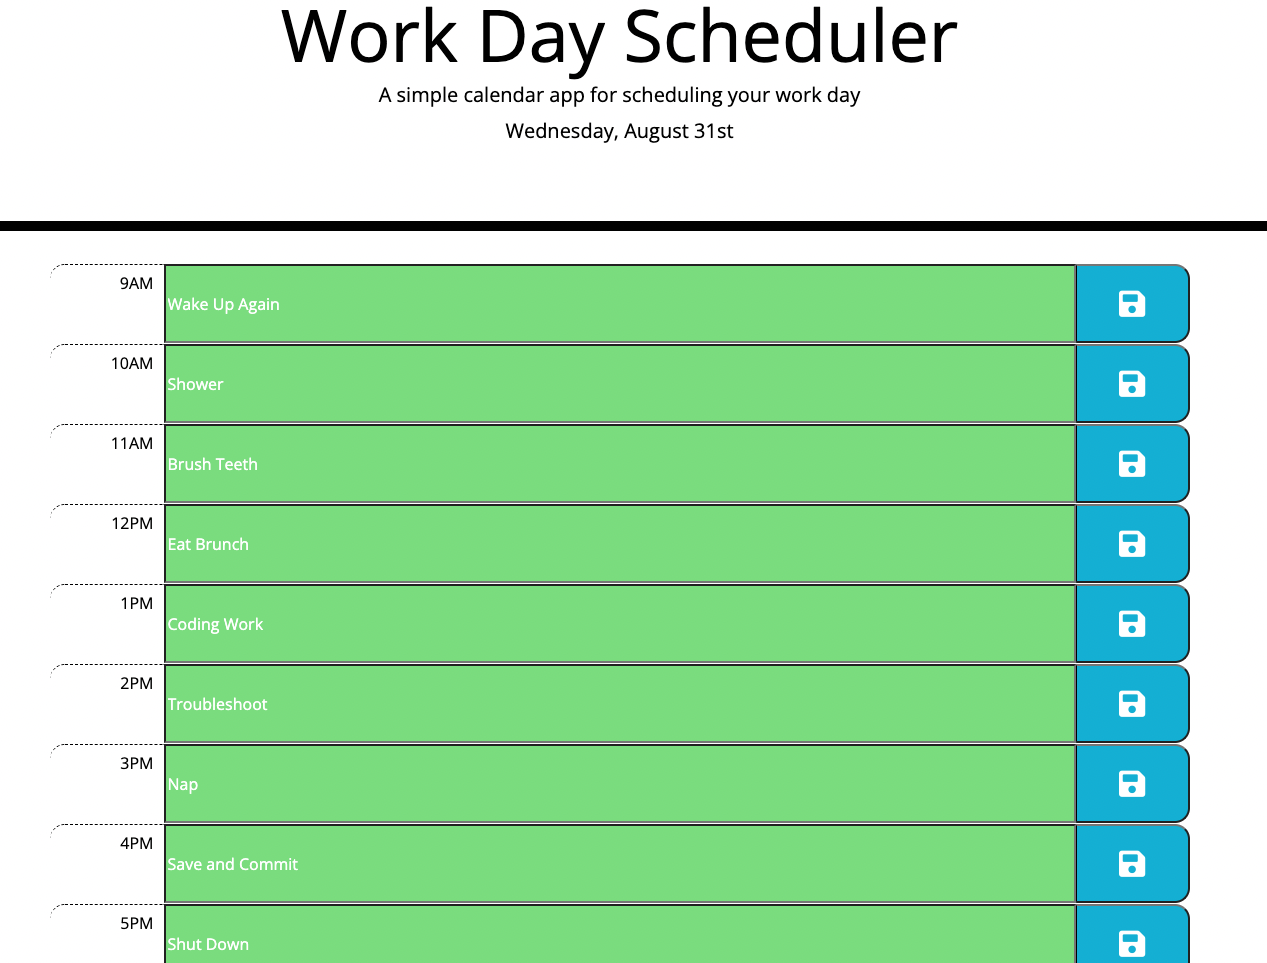 Work Day Scheduler
A simple calendar app for scheduling your work day
Wednesday, August 31st
9AM
Wake Up Again
10AM
Shower
11AM
Brush Teeth
12PM
Eat Brunch
1PM
Coding Work
2PM
Troubleshoot
3PM
Nap
4PM
Save and Commit
5PM
Shut Down